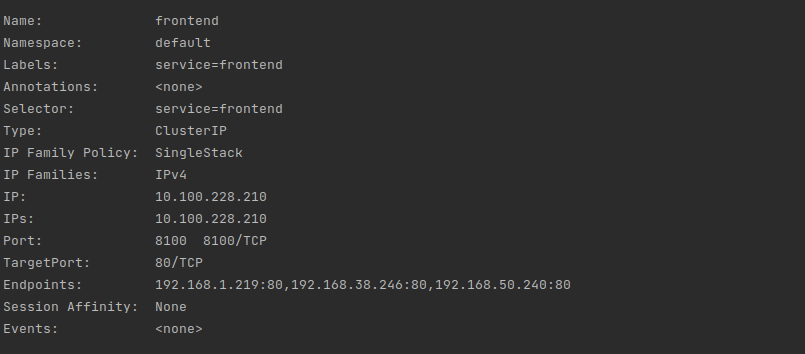 Name: frontend
Namespace: default
Labels: service=frontend
Annotations: <none>
Selector: service=frontend
Type: ClusterIP
IP Family Policy: SingleStack
IP Families: IPv4
IP: 10.100.228.210
IPs: 10.100.228.210
Port: 8100 8100/TCP
TargetPort: 80/TCP
Endpoints: 192.168.1.219:80,192.168.38.246:80,192.168.50.240:80
Session Affinity: None
Events: <none>